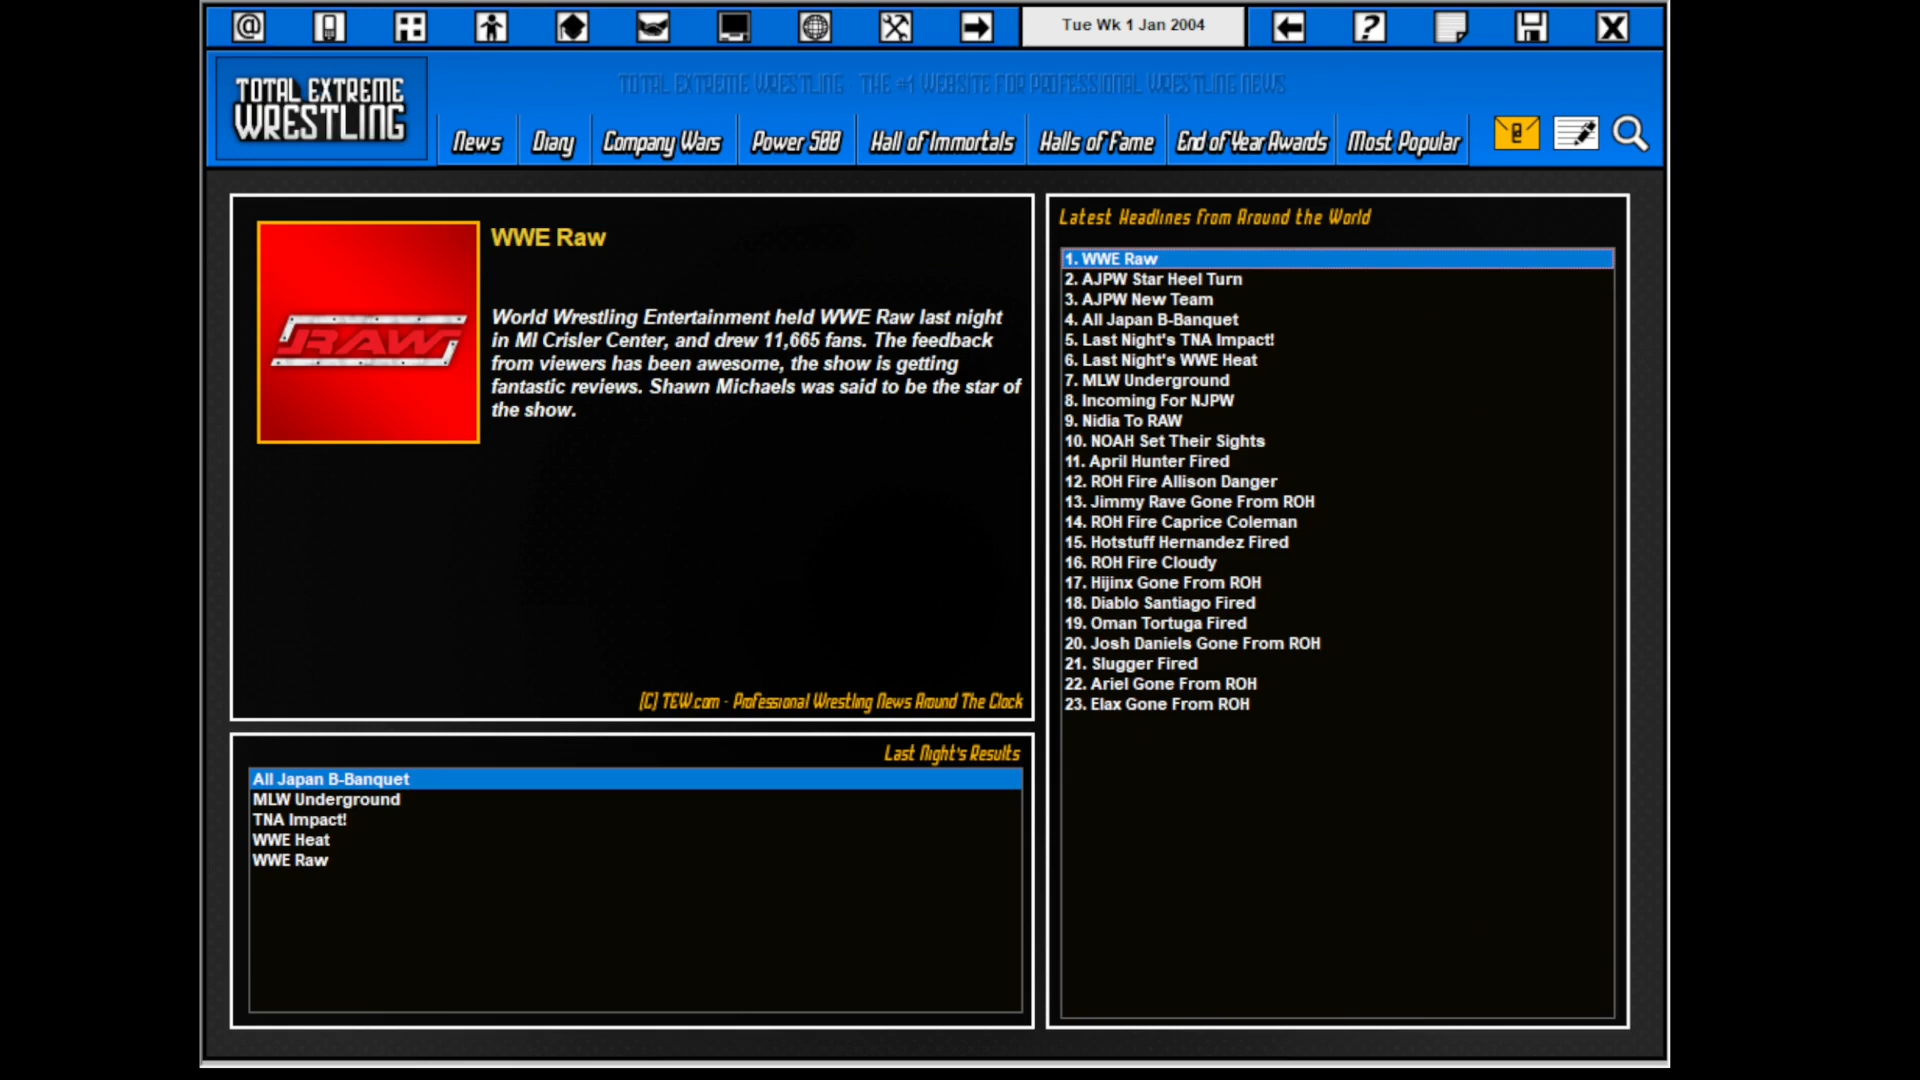 Tue Wk 1 Jan 2004
TOTAL EXTREME WRESTLING THE #1 WEBSITE FOR PROFESSIONAL WRESTLING NEWS
TOTAL EXTREME
WRESTLING
News Diary Company Wars Power 500 Hall of Immortals Halls of Fame End of Year Awards Most Popular
WWE Raw
RAW
World Wrestling Entertainment held WWE Raw last night
in MI Crisler Center, and drew 11,665 fans. The feedback
from viewers has been awesome, the show is getting
fantastic reviews. Shawn Michaels was said to be the star of
the show.
(C) TEW.com - Professional Wrestling News Around The Clock
Last Night's Results
All Japan B-Banquet
MLW Underground
TNA Impact!
WWE Heat
WWE Raw
Latest Headlines From Around the World
1. WWE Raw
2. AJPW Star Heel Turn
3. AJPW New Team
4. All Japan B-Banquet
5. Last Night's TNA Impact!
6. Last Night's WWE Heat
7. MLW Underground
8. Incoming For NJPW
9. Nidia To RAW
10. NOAH Set Their Sights
11. April Hunter Fired
12. ROH Fire Allison Danger
13. Jimmy Rave Gone From ROH
14. ROH Fire Caprice Coleman
15. Hotstuff Hernandez Fired
16. ROH Fire Cloudy
17. Hijinx Gone From ROH
18. Diablo Santiago Fired
19. Oman Tortuga Fired
20. Josh Daniels Gone From ROH
21. Slugger Fired
22. Ariel Gone From ROH
23. Elax Gone From ROH